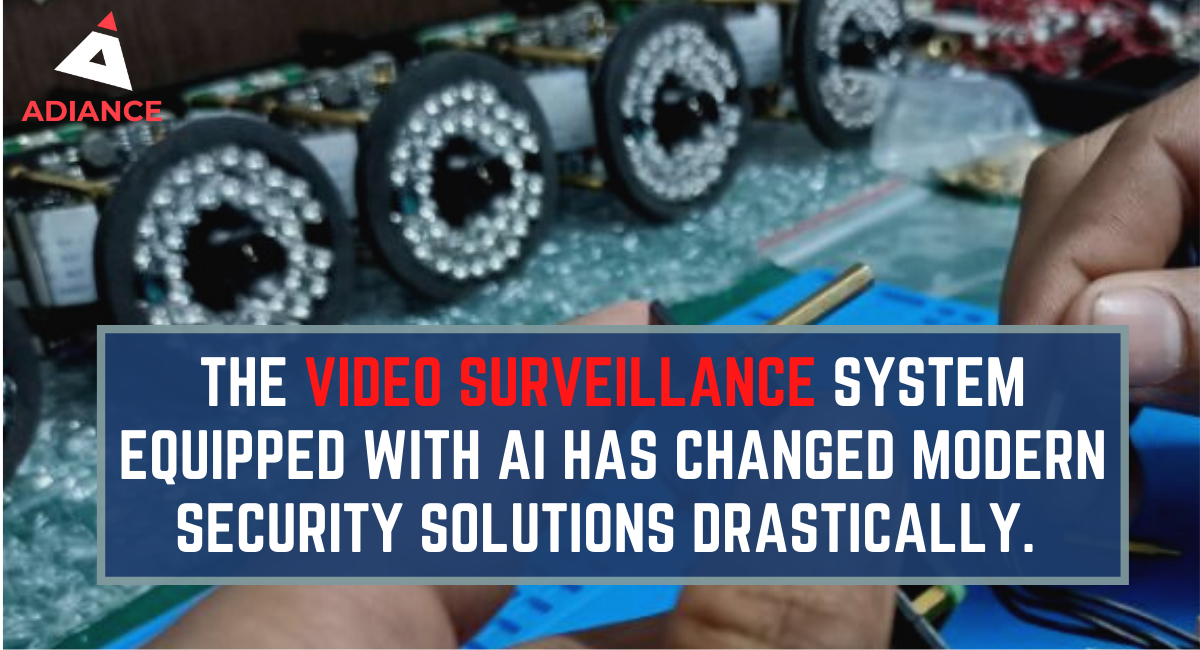 ADIANCE
THE VIDEO SURVEILLANCE SYSTEM
EQUIPPED WITH AI HAS CHANGED MODERN
SECURITY SOLUTIONS DRASTICALLY.